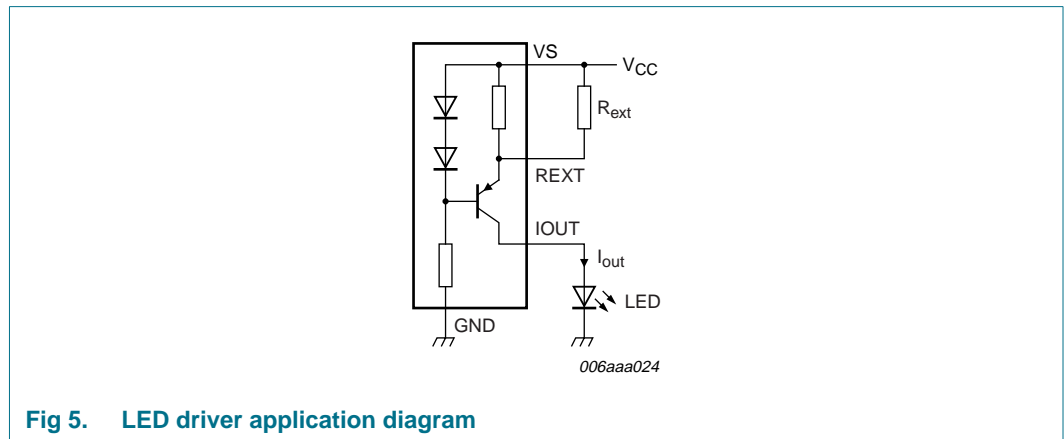 VS
VCC
Rext
REXT
IOUT
Iout
LED
GND
006aaa024
Fig 5. LED driver application diagram